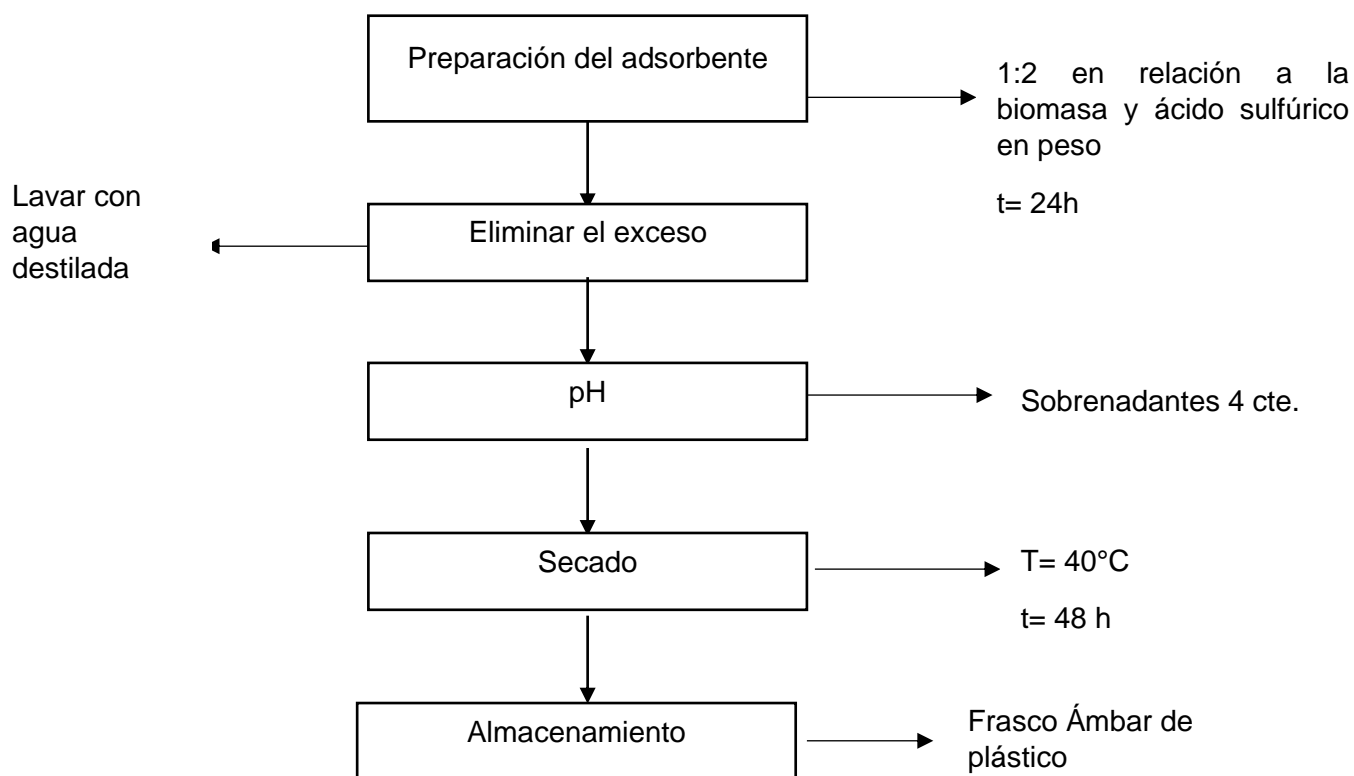 Preparación del adsorbente
1:2 en relación a la
biomasa y ácido sulfúrico
en peso
t= 24h
Lavar con
agua
destilada
Eliminar el exceso
pH
Sobrenadantes 4 cte.
Secado
T= 40°C
t= 48 h
Almacenamiento
Frasco Ámbar de
plástico